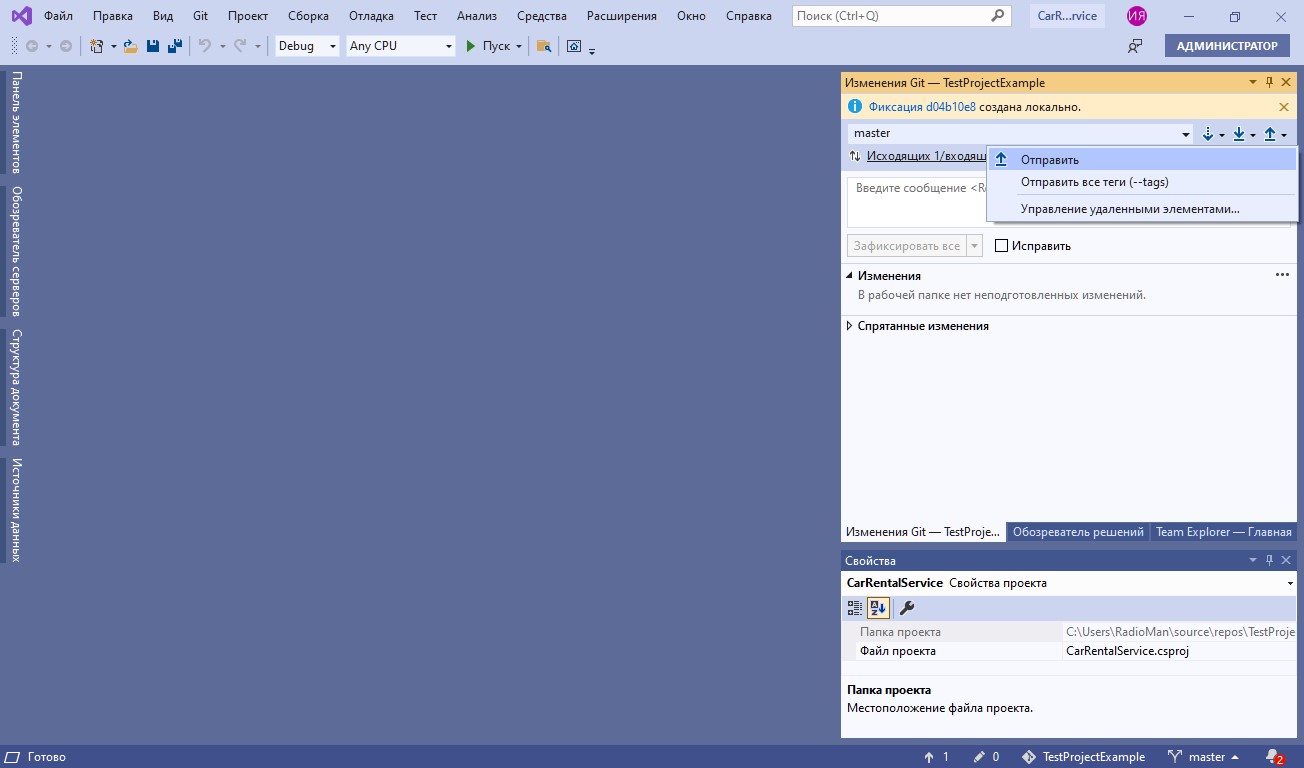 Файл Правка Вид Git Проект Сборка Отладка Тест Анализ Средства Расширения Окно Справка Поиск (Ctrl+Q) CarR...rvice ИЯ
Debug Any CPU Пуск АДМИНИСТРАТОР
Панель элементов
Обозреватель серверов
Структура документа
Источники данных
Изменения Git — TestProjectExample
Фиксация d04b10e8 создана локально.
master
Исходящих 1/входящ
Отправить
Отправить все теги (--tags)
Управление удаленными элементами...
Введите сообщение <Re
Зафиксировать все Исправить
Изменения
В рабочей папке нет неподготовленных изменений.
Спрятанные изменения
Изменения Git — TestProje... Обозреватель решений Team Explorer — Главная
Свойства
CarRentalService Свойства проекта
Папка проекта C:\Users\RadioMan\source\repos\TestProje
Файл проекта CarRentalService.csproj
Папка проекта
Местоположение файла проекта.
Готово 1 0 TestProjectExample master 2